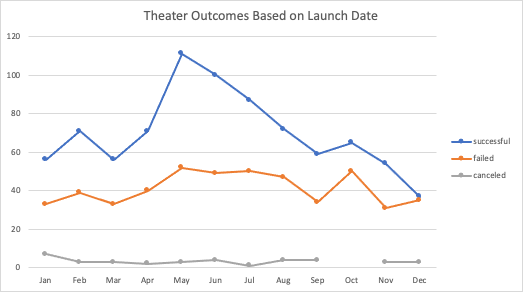 Theater Outcomes Based on Launch Date
120
100
80
60
40
20
0
Jan Feb Mar Apr May Jun Jul Aug Sep Oct Nov Dec
successful
failed
canceled